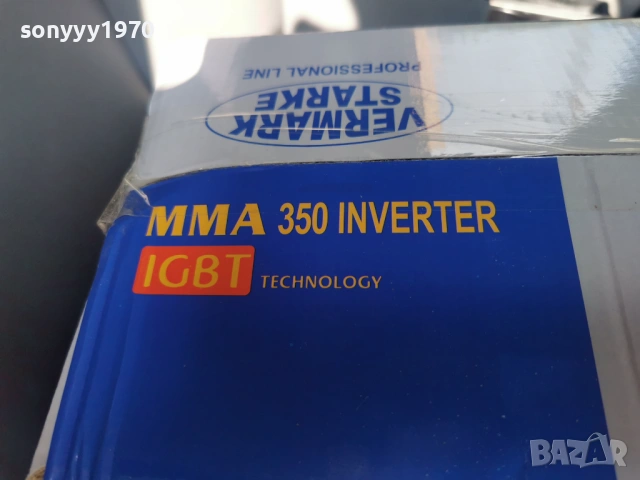 sonyyy1970
PROFESSIONAL LINE
VERMARK
STARKE
MMA 350 INVERTER
IGBT TECHNOLOGY
BAZAR